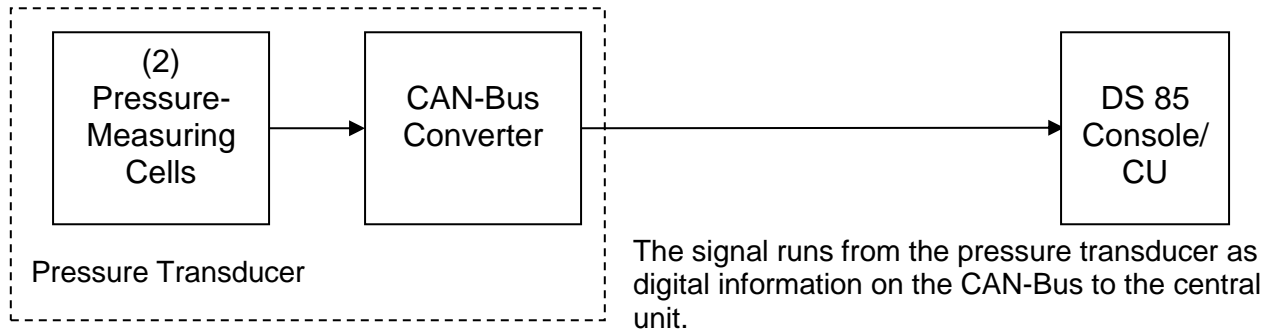 (2)
Pressure-
Measuring
Cells
CAN-Bus
Converter
DS 85
Console/
CU
Pressure Transducer
The signal runs from the pressure transducer as
digital information on the CAN-Bus to the central
unit.